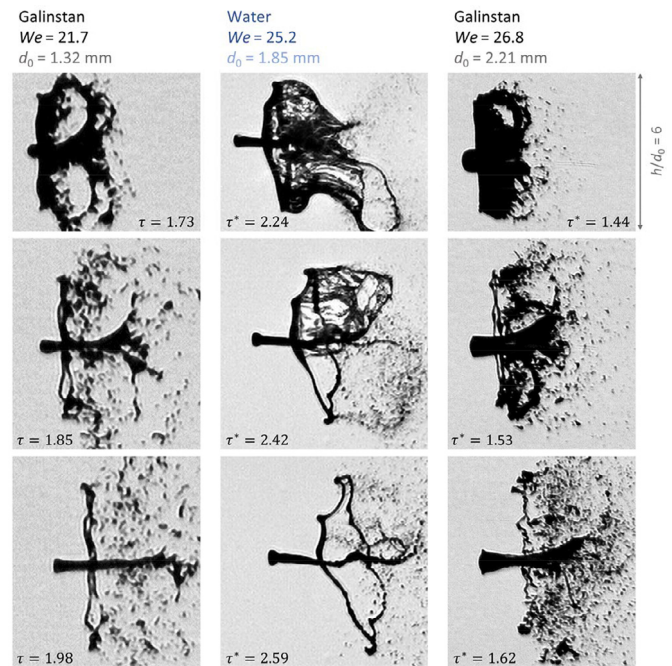 Galinstan
We = 21.7
d₀ = 1.32 mm
Water
We = 25.2
d₀ = 1.85 mm
Galinstan
We = 26.8
d₀ = 2.21 mm
h/d₀ = 6
τ = 1.73
τ* = 2.24
τ* = 1.44
τ = 1.85
τ* = 2.42
τ* = 1.53
τ = 1.98
τ* = 2.59
τ* = 1.62